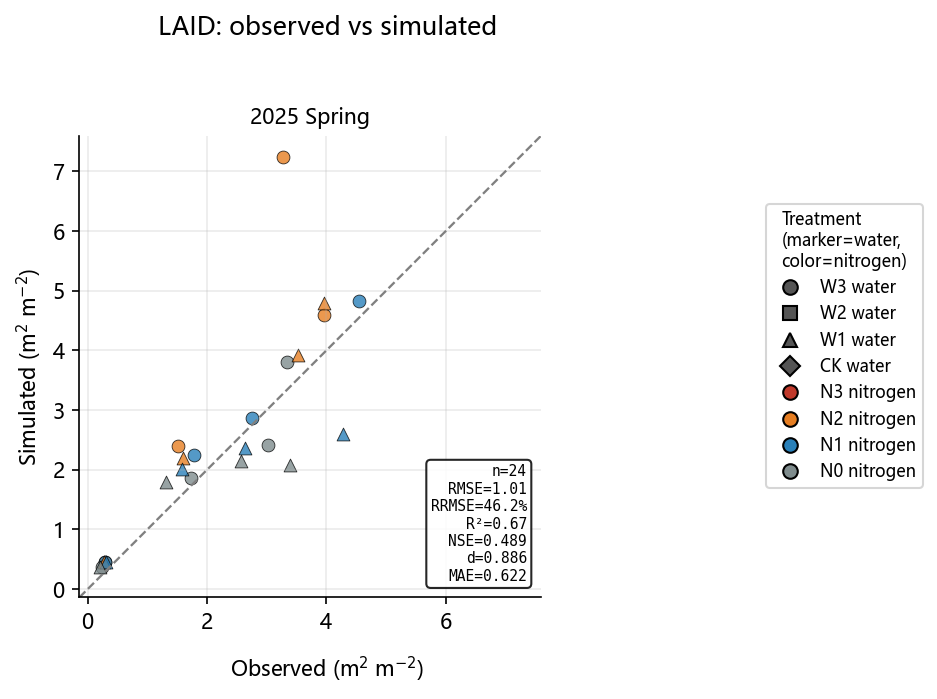 LAID: observed vs simulated
2025 Spring
Simulated (m² m⁻²)
7
6
5
4
3
2
1
0
0 2 4 6
Observed (m² m⁻²)
n=24
RMSE=1.01
RRMSE=46.2%
R²=0.67
NSE=0.489
d=0.886
MAE=0.622
Treatment
(marker=water,
color=nitrogen)
W3 water
W2 water
W1 water
CK water
N3 nitrogen
N2 nitrogen
N1 nitrogen
N0 nitrogen